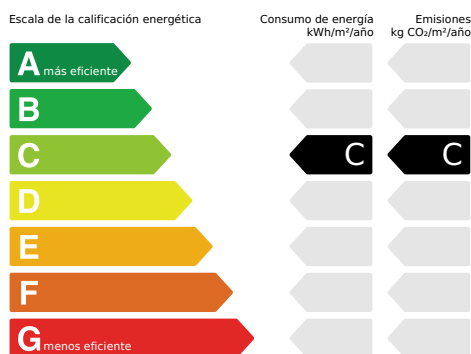 Escala de la calificación energética
Consumo de energía
kWh/m²/año
Emisiones
kg CO₂/m²/año
A más eficiente
B
C C C
D
E
F
G menos eficiente